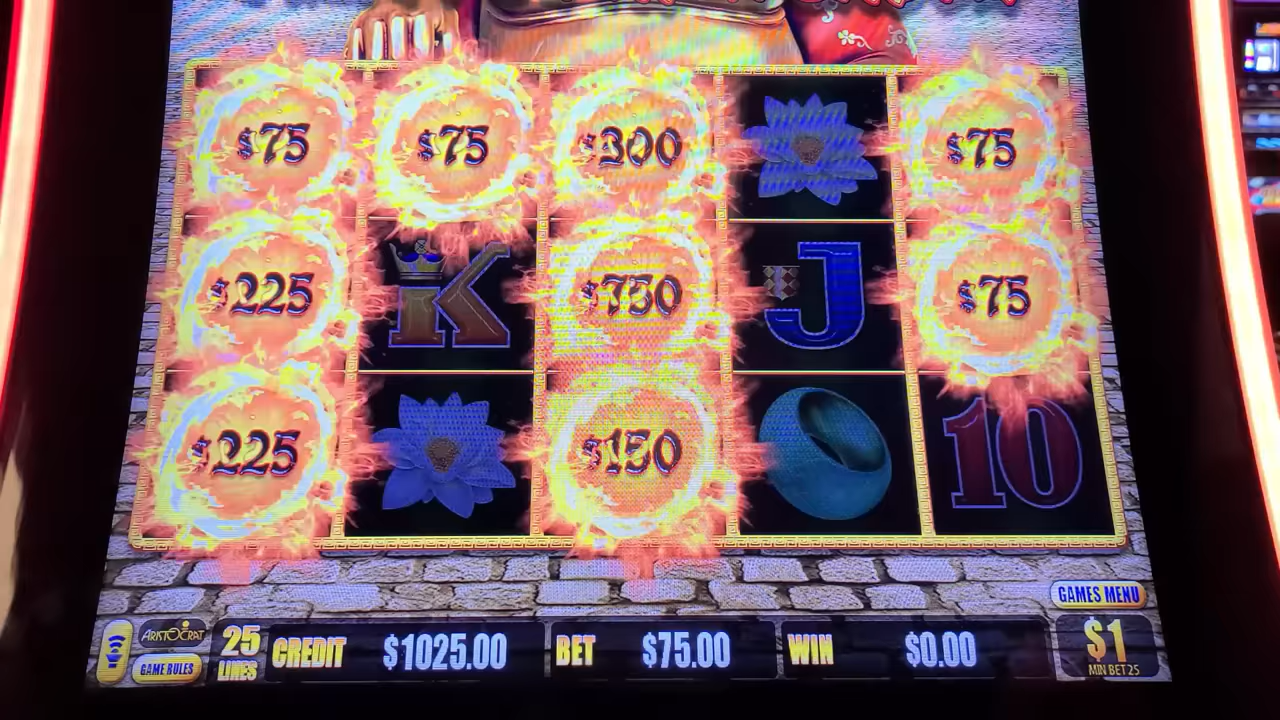 $75 $75 $300 $75
$225 K $750 J $75
$225 $150 10
GAMES MENU
ARISTOCRAT
GAME RULES
25
LINES
CREDIT $1025.00 BET $75.00 WIN $0.00
$1
MIN BET 25